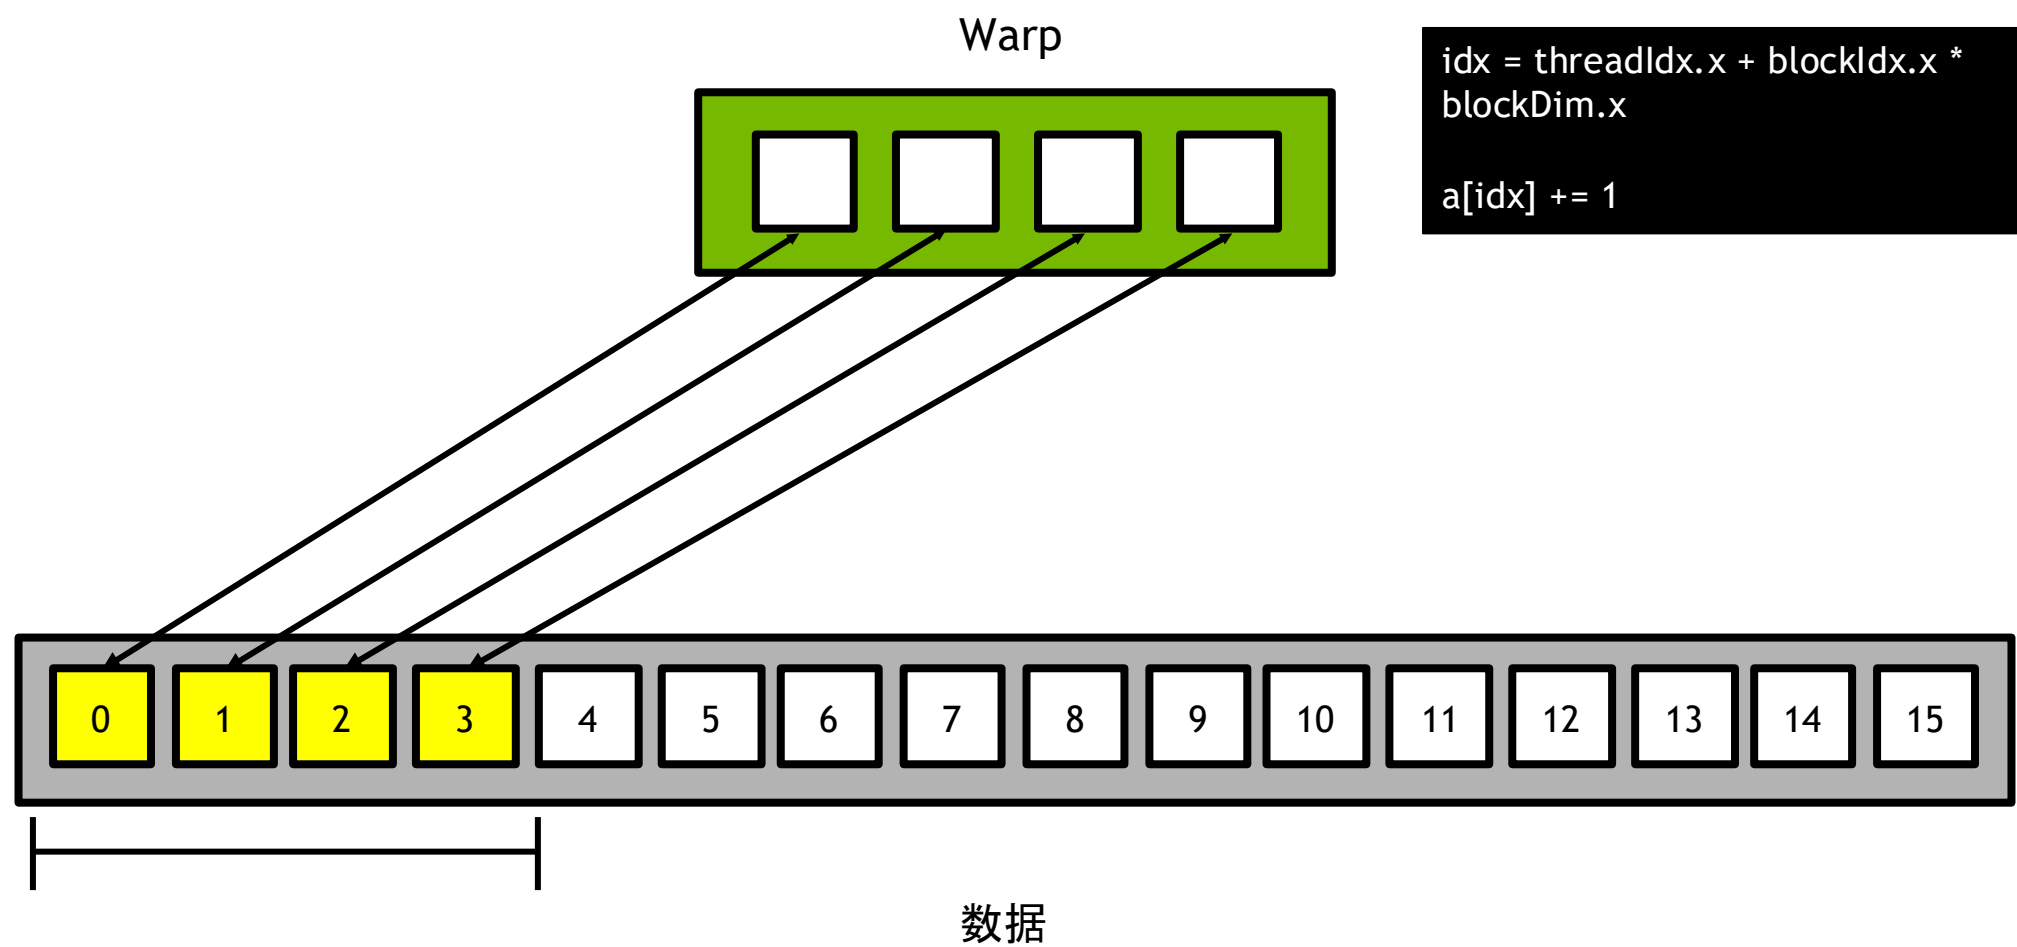 Warp
idx = threadIdx.x + blockIdx.x *
blockDim.x
a[idx] += 1
0 1 2 3 4 5 6 7 8 9 10 11 12 13 14 15
数据